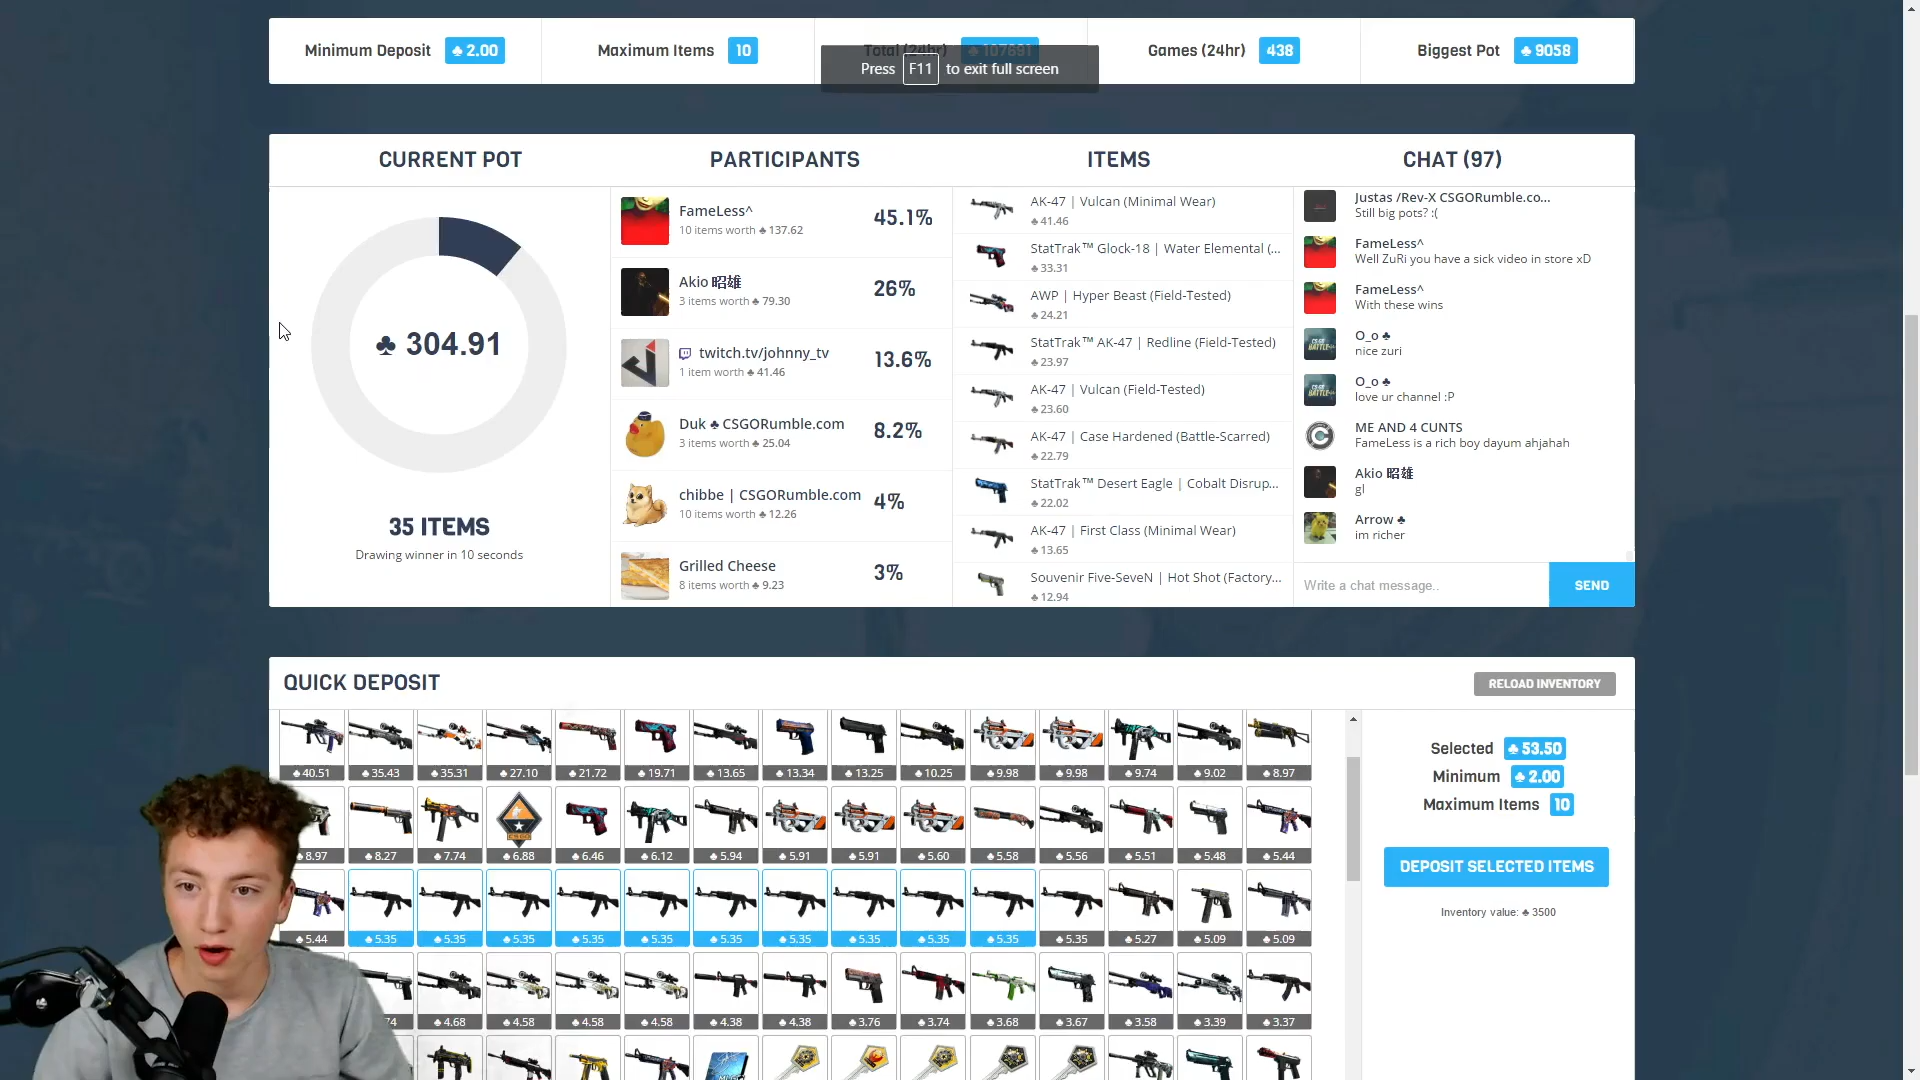 Minimum Deposit ♣ 2.00
Maximum Items 10
Total (24hr) ♣ 107691
Games (24hr) 438
Biggest Pot ♣ 9058
Press F11 to exit full screen
CURRENT POT
♣ 304.91
35 ITEMS
Drawing winner in 10 seconds
PARTICIPANTS
FameLess^
10 items worth ♣ 137.62
45.1%
Akio 昭雄
3 items worth ♣ 79.30
26%
twitch.tv/johnny_tv
1 item worth ♣ 41.46
13.6%
Duk ♣ CSGORumble.com
3 items worth ♣ 25.04
8.2%
chibbe | CSGORumble.com
10 items worth ♣ 12.26
4%
Grilled Cheese
8 items worth ♣ 9.23
3%
ITEMS
AK-47 | Vulcan (Minimal Wear)
♣ 41.46
StatTrak™ Glock-18 | Water Elemental (...
♣ 33.31
AWP | Hyper Beast (Field-Tested)
♣ 24.21
StatTrak™ AK-47 | Redline (Field-Tested)
♣ 23.97
AK-47 | Vulcan (Field-Tested)
♣ 23.60
AK-47 | Case Hardened (Battle-Scarred)
♣ 22.79
StatTrak™ Desert Eagle | Cobalt Disrup...
♣ 22.02
AK-47 | First Class (Minimal Wear)
♣ 13.65
Souvenir Five-SeveN | Hot Shot (Factory...
♣ 12.94
CHAT (97)
Justas /Rev-X CSGORumble.co...
Still big pots? :(
FameLess^
Well ZuRi you have a sick video in store xD
FameLess^
With these wins
O_o ♣
nice zuri
O_o ♣
love ur channel :P
ME AND 4 CUNTS
FameLess is a rich boy dayum ahjahah
Akio 昭雄
gl
Arrow ♣
im richer
Write a chat message..
SEND
QUICK DEPOSIT
RELOAD INVENTORY
♣ 40.51 ♣ 35.43 ♣ 35.31 ♣ 27.10 ♣ 21.72 ♣ 19.71 ♣ 13.65 ♣ 13.34 ♣ 13.25 ♣ 10.25 ♣ 9.98 ♣ 9.98 ♣ 9.74 ♣ 9.02 ♣ 8.97
♣ 8.97 ♣ 8.27 ♣ 7.74 ♣ 6.88 ♣ 6.46 ♣ 6.12 ♣ 5.94 ♣ 5.91 ♣ 5.91 ♣ 5.60 ♣ 5.58 ♣ 5.56 ♣ 5.51 ♣ 5.48 ♣ 5.44
♣ 5.44 ♣ 5.35 ♣ 5.35 ♣ 5.35 ♣ 5.35 ♣ 5.35 ♣ 5.35 ♣ 5.35 ♣ 5.35 ♣ 5.35 ♣ 5.35 ♣ 5.35 ♣ 5.27 ♣ 5.09 ♣ 5.09
74 ♣ 4.68 ♣ 4.58 ♣ 4.58 ♣ 4.58 ♣ 4.38 ♣ 4.38 ♣ 3.76 ♣ 3.74 ♣ 3.68 ♣ 3.67 ♣ 3.58 ♣ 3.39 ♣ 3.37
Selected ♣ 53.50
Minimum ♣ 2.00
Maximum Items 10
DEPOSIT SELECTED ITEMS
Inventory value: ♣ 3500